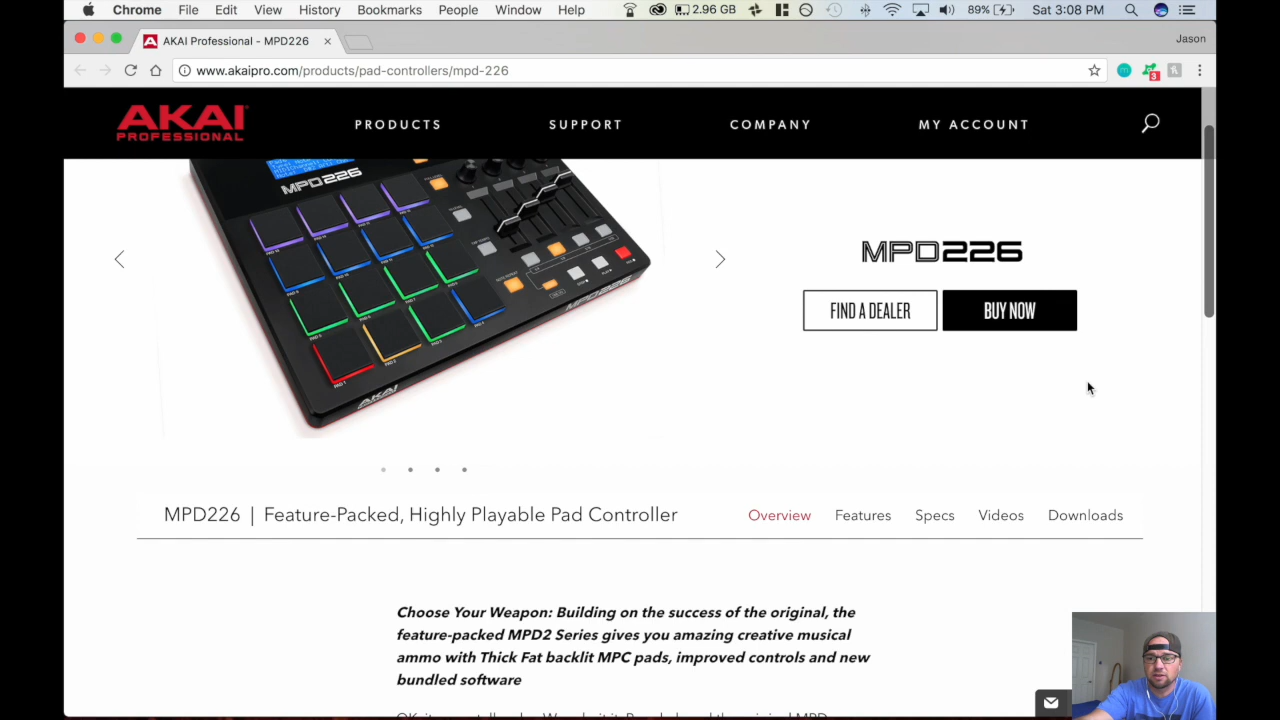 Chrome File Edit View History Bookmarks People Window Help 2.96 GB 89% Sat 3:08 PM
AKAI Professional - MPD226
Jason
www.akaipro.com/products/pad-controllers/mpd-226
3
AKAI
PROFESSIONAL
PRODUCTS SUPPORT COMPANY MY ACCOUNT
MPD226
MPD226
FIND A DEALER BUY NOW
PAD 1
AKAI
MPD226 | Feature-Packed, Highly Playable Pad Controller
Overview Features Specs Videos Downloads
Choose Your Weapon: Building on the success of the original, the
feature-packed MPD2 Series gives you amazing creative musical
ammo with Thick Fat backlit MPC pads, improved controls and new
bundled software